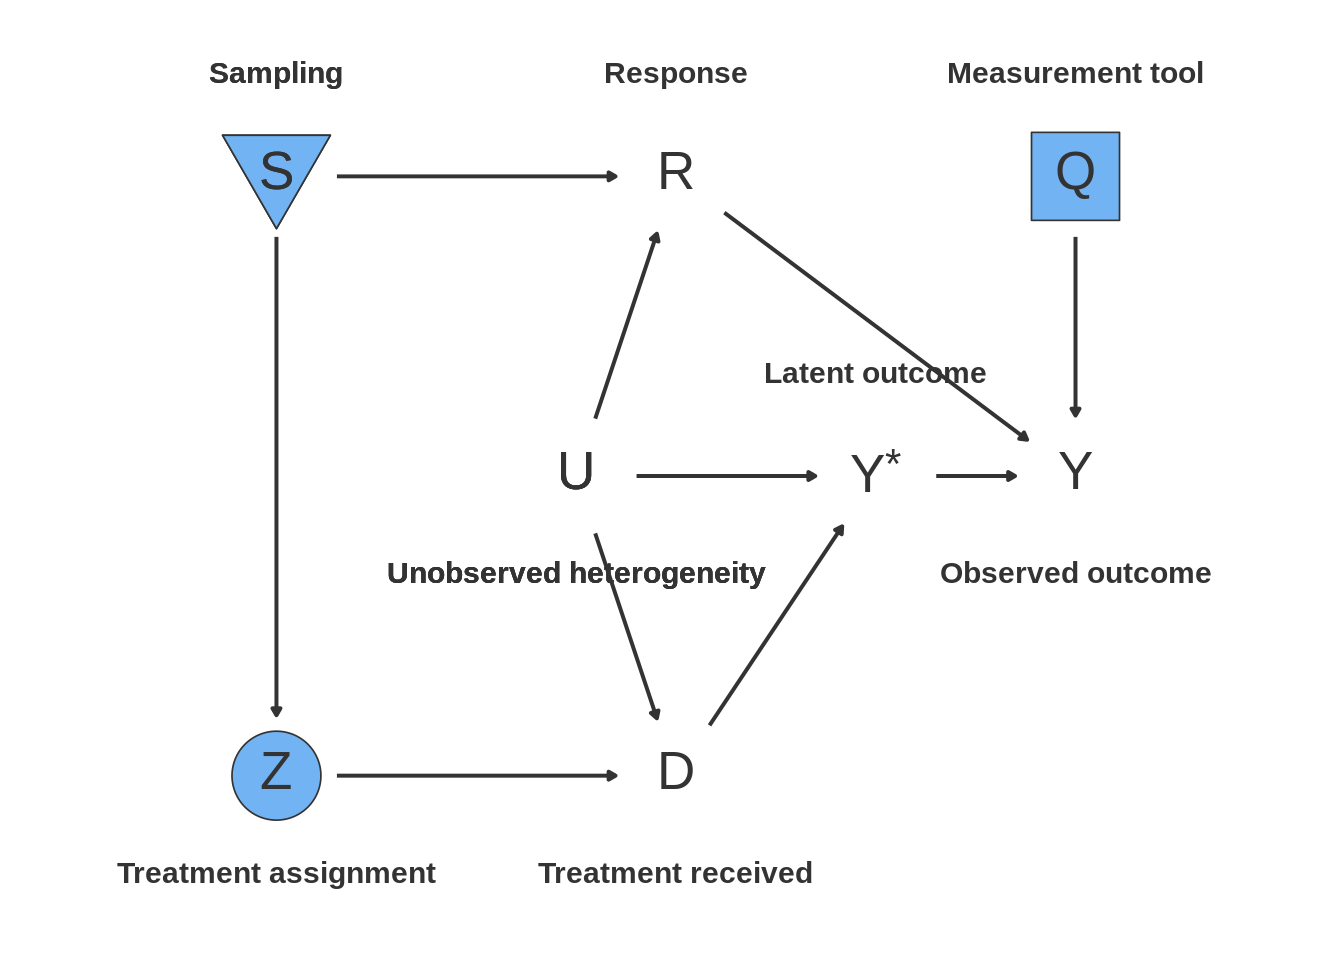 Sampling
Response
Measurement tool
S
R
Q
Latent outcome
U
Y*
Y
Unobserved heterogeneity
Observed outcome
Z
D
Treatment assignment
Treatment received